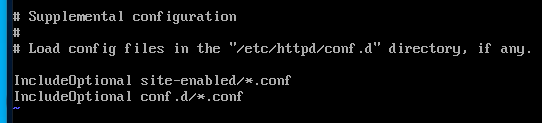 # Supplemental configuration
#
# Load config files in the "/etc/httpd/conf.d" directory, if any.
IncludeOptional site-enabled/*.conf
IncludeOptional conf.d/*.conf
~